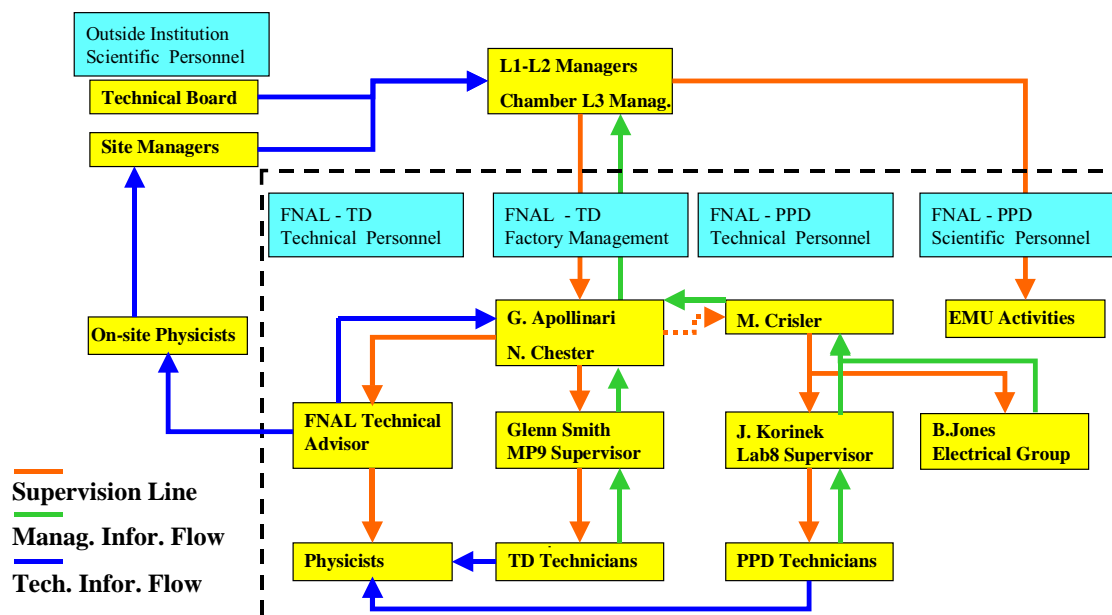 Outside Institution
Scientific Personnel
Technical Board
Site Managers
L1-L2 Managers
Chamber L3 Manag.
FNAL - TD
Technical Personnel
FNAL - TD
Factory Management
FNAL - PPD
Technical Personnel
FNAL - PPD
Scientific Personnel
On-site Physicists
G. Apollinari
N. Chester
M. Crisler
EMU Activities
FNAL Technical
Advisor
Glenn Smith
MP9 Supervisor
J. Korinek
Lab8 Supervisor
B.Jones
Electrical Group
Supervision Line
Manag. Infor. Flow
Tech. Infor. Flow
Physicists
TD Technicians
PPD Technicians